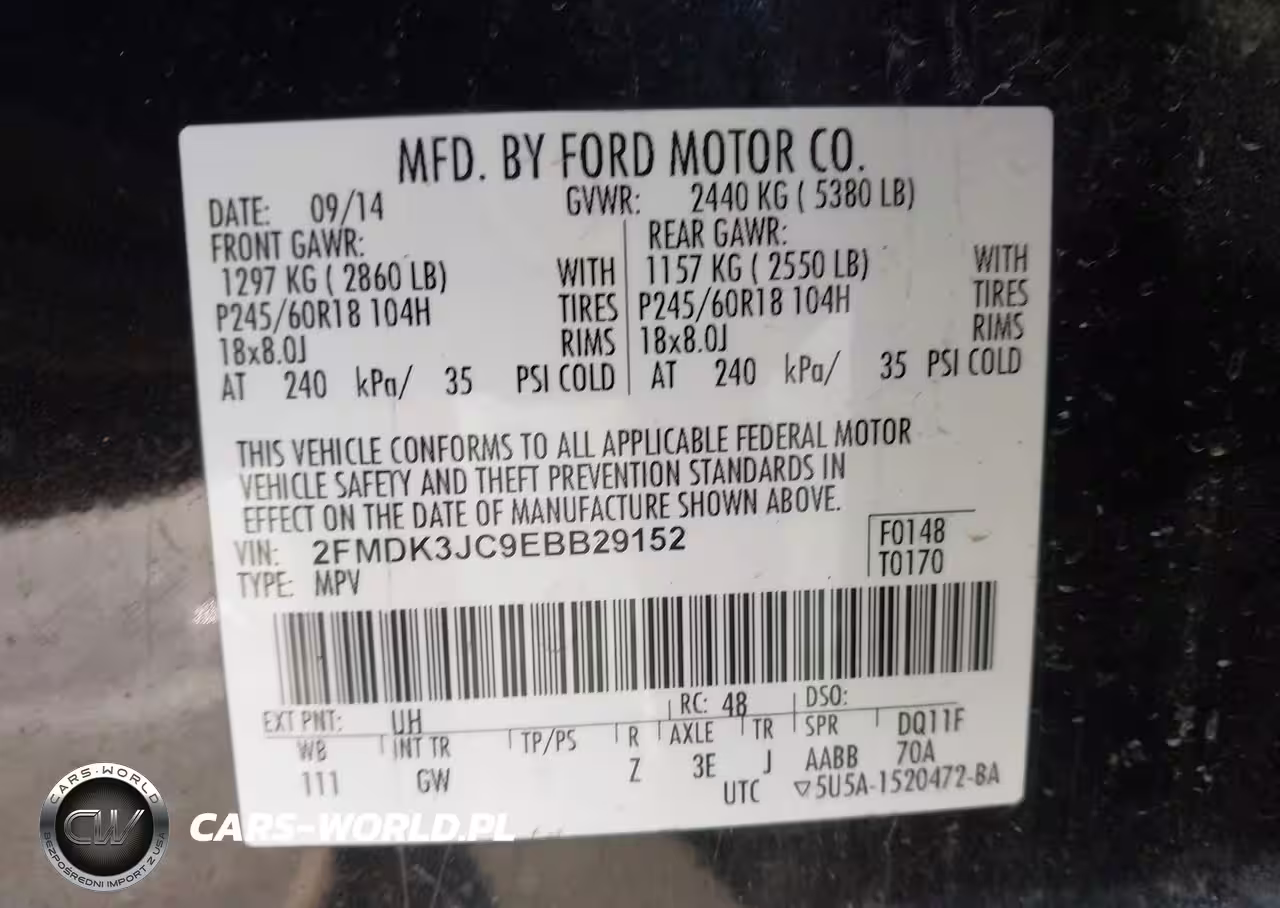 MFD. BY FORD MOTOR CO.
DATE: 09/14 GVWR: 2440 KG ( 5380 LB)
FRONT GAWR: REAR GAWR:
1297 KG ( 2860 LB) WITH 1157 KG ( 2550 LB) WITH
P245/60R18 104H TIRES P245/60R18 104H TIRES
18x8.0J RIMS 18x8.0J RIMS
AT 240 kPa/ 35 PSI COLD AT 240 kPa/ 35 PSI COLD
THIS VEHICLE CONFORMS TO ALL APPLICABLE FEDERAL MOTOR
VEHICLE SAFETY AND THEFT PREVENTION STANDARDS IN
EFFECT ON THE DATE OF MANUFACTURE SHOWN ABOVE.
VIN: 2FMDK3JC9EBB29152 F0148
TYPE: MPV T0170
EXT PNT: UH RC: 48 DSO:
WB INT TR TP/PS R AXLE TR SPR DQ11F
111 GW Z 3E J AABB 70A
UTC ▽5U5A-1520472-BA
CARS-WORLD
CW
BEZPOŚREDNI IMPORT Z USA
CARS-WORLD.PL